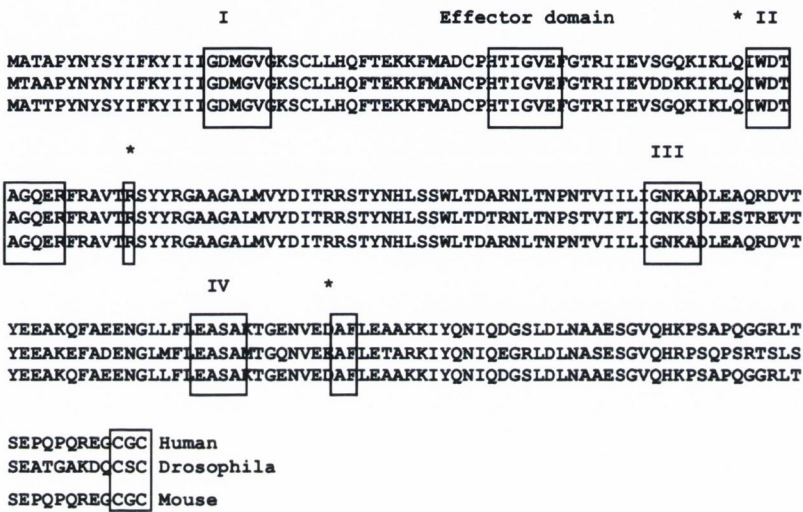 I Effector domain * II
MATAPYNYSYIFKYIIIGDMGVGKSCLLHQFTEKKFMADCPHTIGVEFGTRIIEVSGQKIKLQIWDT
MTAAPYNYNYIFKYIIIGDMGVGKSCLLHQFTEKKFMANCPHTIGVEFGTRIIEVDDKKIKLQIWDT
MATTPYNYSYIFKYIIIGDMGVGKSCLLHQFTEKKFMADCPHTIGVEFGTRIIEVSGQKIKLQIWDT
* III
AGQERFRAVTRSYYRGAAGALMVYDITRRSTYNHLSSWLTDARNLTNPNTVIILIGNKADLEAQRDVT
AGQERFRAVTRSYYRGAAGALMVYDITRRSTYNHLSSWLTDTRNLTNPSTVIFLIGNKSDLESTREVT
AGQERFRAVTRSYYRGAAGALMVYDITRRSTYNHLSSWLTDARNLTNPNTVIILIGNKADLEAQRDVT
IV *
YEEAKQFAEENGLLFLEASAKTGENVEDAFLEAAKKIYQNIQDGSLDLNAAESGVQHKPSAPQGGRLT
YEEAKEFADENGLMFLEASAMTGQNVEEAFLETARKIYQNIQEGRLDLNASESGVQHRPSQPSRTSLS
YEEAKQFAEENGLLFLEASAKTGENVEDAFLEAAKKIYQNIQDGSLDLNAAESGVQHKPSAPQGGRLT
SEPQPQREGCGC Human
SEATGAKDQCSC Drosophila
SEPQPQREGCGC Mouse